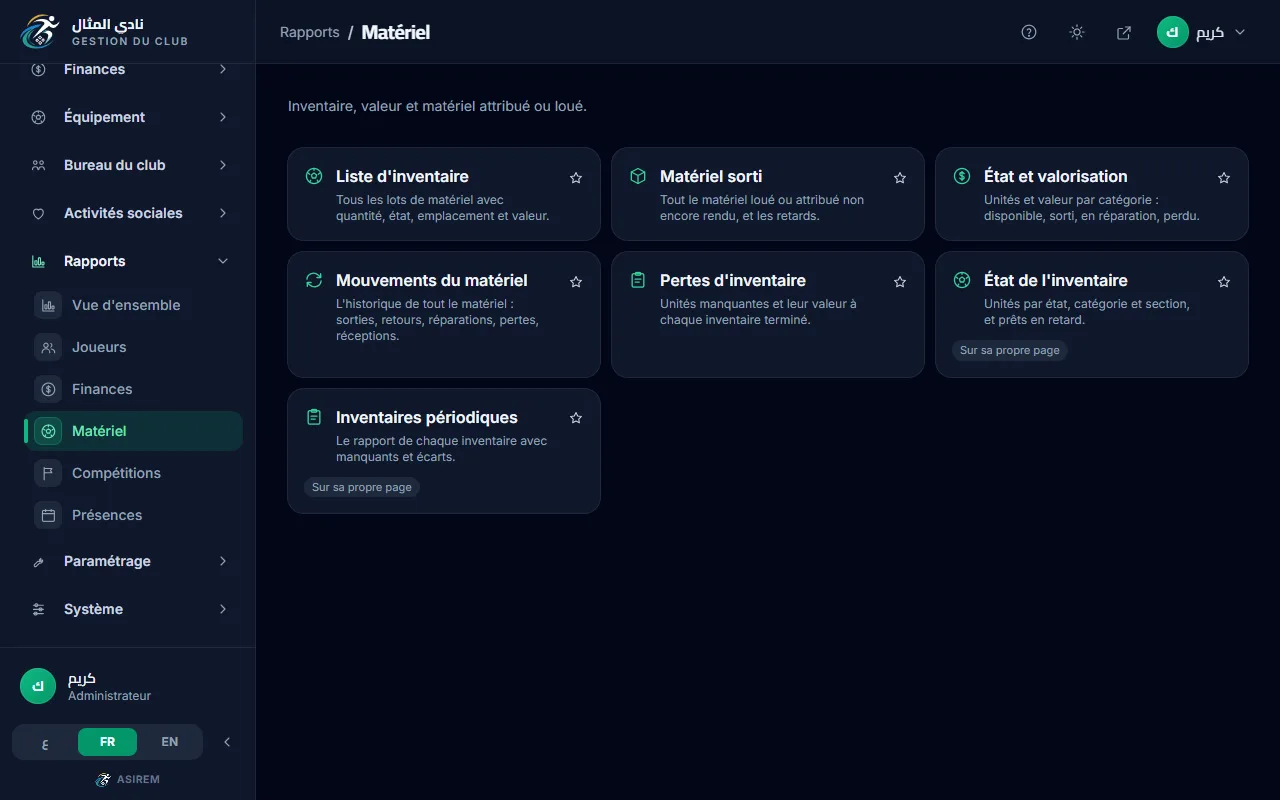 نادي المثال
GESTION DU CLUB
Finances
Équipement
Bureau du club
Activités sociales
Rapports
Vue d'ensemble
Joueurs
Finances
Matériel
Compétitions
Présences
Paramétrage
Système
ك
كريم
Administrateur
ع
FR
EN
ASIREM
Rapports / Matériel
ك
كريم
Inventaire, valeur et matériel attribué ou loué.
Liste d'inventaire
Tous les lots de matériel avec
quantité, état, emplacement et valeur.
Matériel sorti
Tout le matériel loué ou attribué non
encore rendu, et les retards.
État et valorisation
Unités et valeur par catégorie :
disponible, sorti, en réparation, perdu.
Mouvements du matériel
L'historique de tout le matériel :
sorties, retours, réparations, pertes,
réceptions.
Pertes d'inventaire
Unités manquantes et leur valeur à
chaque inventaire terminé.
État de l'inventaire
Unités par état, catégorie et section,
et prêts en retard.
Sur sa propre page
Inventaires périodiques
Le rapport de chaque inventaire avec
manquants et écarts.
Sur sa propre page